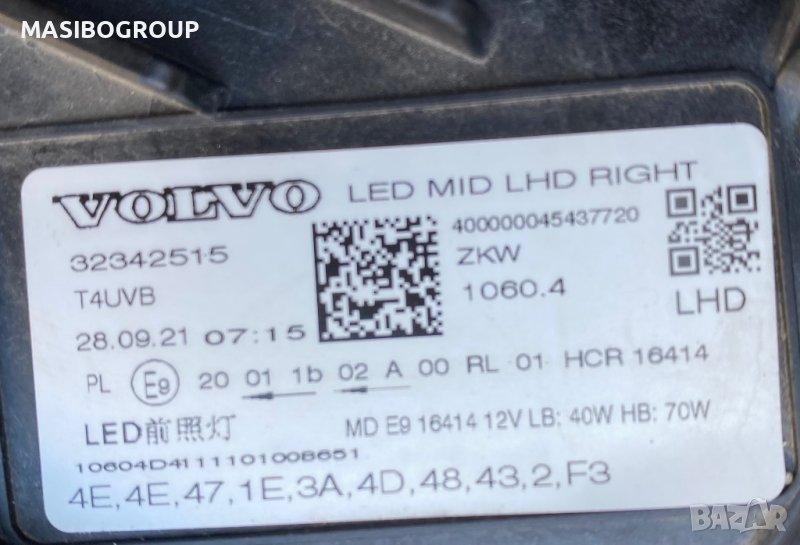 MASIBOGROUP
VOLVO LED MID LHD RIGHT
32342515
400000045437720
T4UVB
ZKW
28.09.21 07:15
1060.4
LHD
PL E9 20 01 1b 02 A 00 RL 01 HCR 16414
LED前照灯 MD E9 16414 12V LB: 40W HB: 70W
10604D4111101008651
4E,4E,47,1E,3A,4D,48,43,2,F3
BAZAR